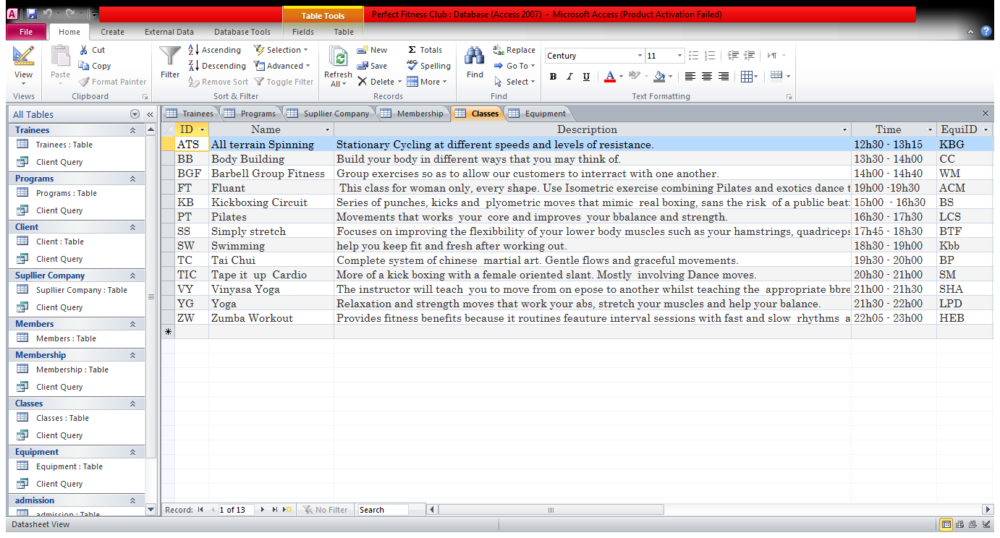 Table Tools
Perfect Fitness Club : Database (Access 2007) - Microsoft Access (Product Activation Failed)
File Home Create External Data Database Tools Fields Table
View
Views
Paste
Cut
Copy
Format Painter
Clipboard
Filter
Ascending
Descending
Remove Sort
Selection
Advanced
Toggle Filter
Sort & Filter
Refresh All
New
Save
Delete
Totals
Spelling
More
Records
Find
Replace
Go To
Select
Find
Century 11
B I U A
Text Formatting
All Tables
Trainees
Trainees : Table
Client Query
Programs
Programs : Table
Client Query
Client
Client : Table
Client Query
Supllier Company
Supllier Company : Table
Client Query
Members
Members : Table
Membership
Membership : Table
Client Query
Classes
Classes : Table
Client Query
Equipment
Equipment : Table
Client Query
admission
admission : Table
Trainees Programs Supllier Company Membership Classes Equipment
ID Name Description Time EquiID
ATS All terrain Spinning Stationary Cycling at different speeds and levels of resistance. 12h30 - 13h15 KBG
BB Body Building Build your body in different ways that you may think of. 13h30 - 14h00 CC
BGF Barbell Group Fitness Group exercises so as to allow our customers to interract with one another. 14h00 - 14h40 WM
FT Fluant This class for woman only, every shape. Use Isometric exercise combining Pilates and exotics dance t 19h00 -19h30 ACM
KB Kickboxing Circuit Series of punches, kicks and plyometric moves that mimic real boxing, sans the risk of a public beat 15h00 - 16h30 BS
PT Pilates Movements that works your core and improves your bbalance and strength. 16h30 - 17h30 LCS
SS Simply stretch Focuses on improving the flexibbility of your lower body muscles such as your hamstrings, quadriceps 17h45 - 18h30 BTF
SW Swimming help you keep fit and fresh after working out. 18h30 - 19h00 Kbb
TC Tai Chui Complete system of chinese martial art. Gentle flows and graceful movements. 19h30 - 20h00 BP
TIC Tape it up Cardio More of a kick boxing with a female oriented slant. Mostly involving Dance moves. 20h30 - 21h00 SM
VY Vinyasa Yoga The instructor will teach you to move from on epose to another whilst teaching the appropriate bbre 21h00 - 21h30 SHA
YG Yoga Relaxation and strength moves that work your abs, stretch your muscles and help your balance. 21h30 - 22h00 LPD
ZW Zumba Workout Provides fitness benefits because it routines feauture interval sessions with fast and slow rhythms a 22h05 - 23h00 HEB
Record: 1 of 13 No Filter Search
Datasheet View